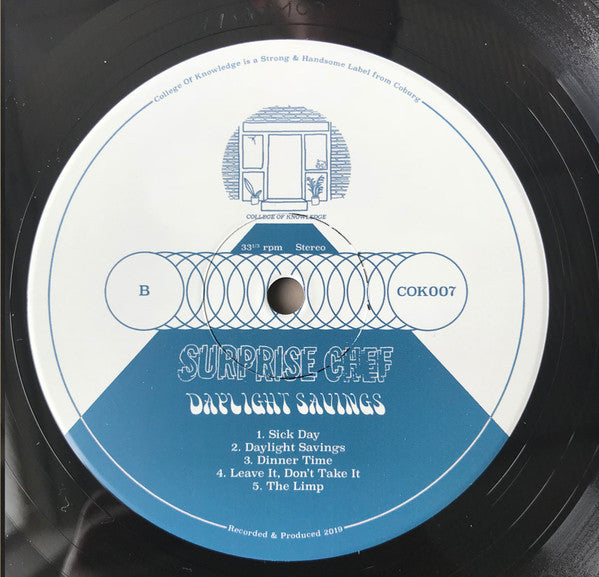 College Of Knowledge is a Strong & Handsome Label from Coburg
COLLEGE OF KNOWLEDGE
33⅓ rpm Stereo
B
COK007
SURPRISE CHEF
DAYLIGHT SAVINGS
1. Sick Day
2. Daylight Savings
3. Dinner Time
4. Leave It, Don't Take It
5. The Limp
Recorded & Produced 2019